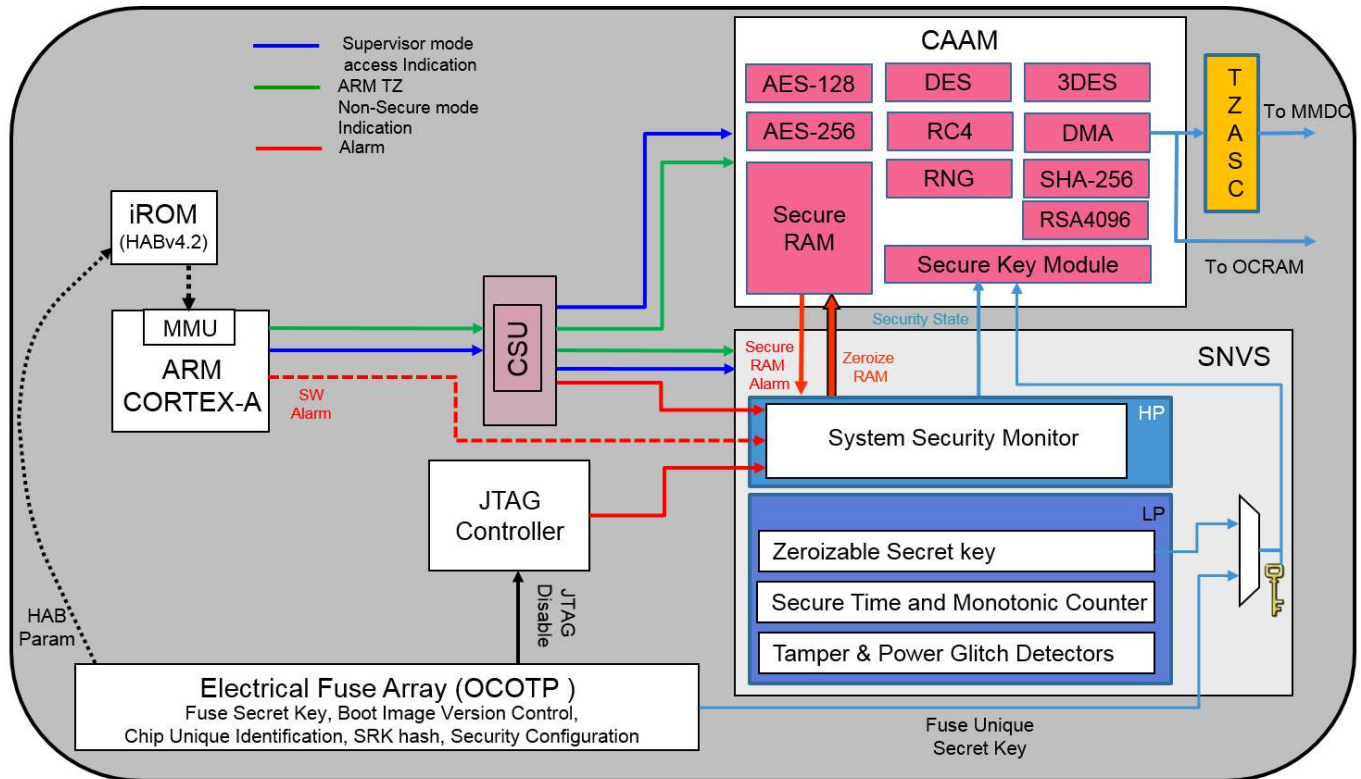 Supervisor mode
access Indication
ARM TZ
Non-Secure mode
Indication
Alarm
CAAM
AES-128
DES
3DES
AES-256
RC4
DMA
RNG
SHA-256
RSA4096
Secure
RAM
Secure Key Module
TZASC
To MMDC
To OCRAM
iROM
(HABv4.2)
MMU
ARM
CORTEX-A
CSU
SW
Alarm
Secure
RAM
Alarm
Zeroize
RAM
Security State
SNVS
HP
System Security Monitor
LP
Zeroizable Secret key
Secure Time and Monotonic Counter
Tamper & Power Glitch Detectors
JTAG
Controller
JTAG
Disable
HAB
Param
Electrical Fuse Array (OCOTP )
Fuse Secret Key, Boot Image Version Control,
Chip Unique Identification, SRK hash, Security Configuration
Fuse Unique
Secret Key